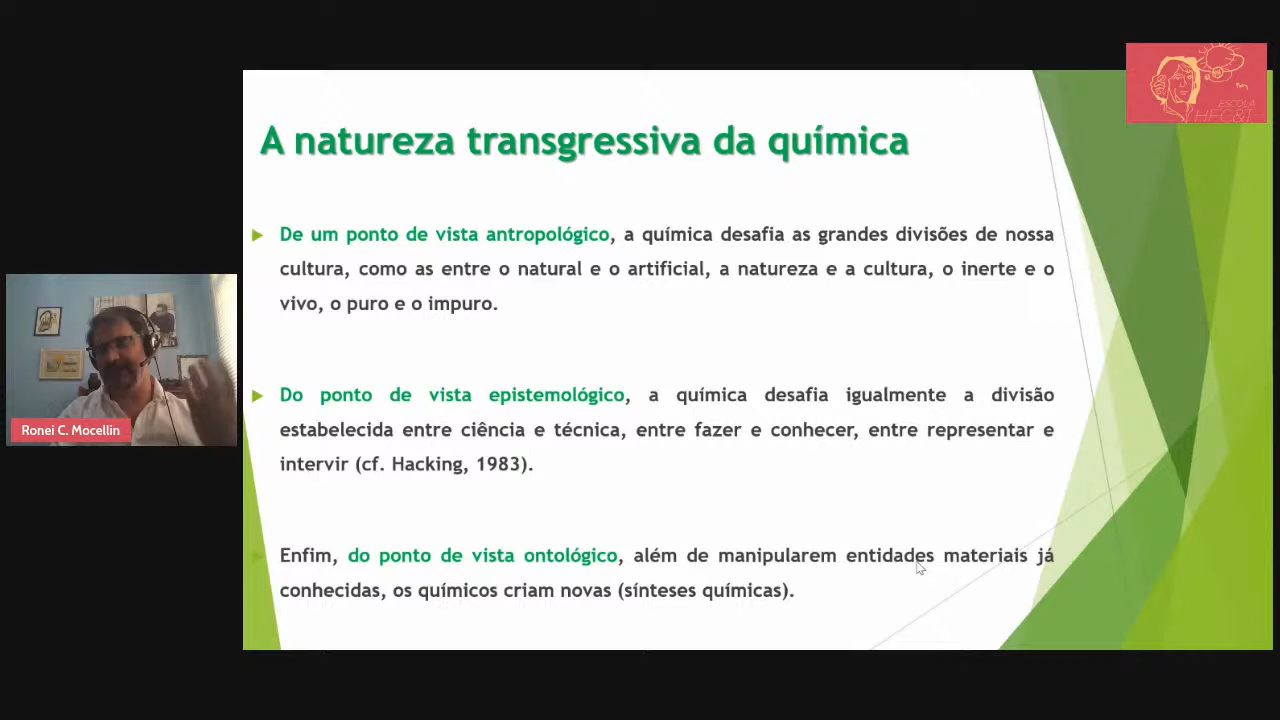 A natureza transgressiva da química
De um ponto de vista antropológico, a química desafia as grandes divisões de nossa
cultura, como as entre o natural e o artificial, a natureza e a cultura, o inerte e o
vivo, o puro e o impuro.
Do ponto de vista epistemológico, a química desafia igualmente a divisão
estabelecida entre ciência e técnica, entre fazer e conhecer, entre representar e
intervir (cf. Hacking, 1983).
Enfim, do ponto de vista ontológico, além de manipularem entidades materiais já
conhecidas, os químicos criam novas (sínteses químicas).
Ronei C. Mocellin
ESCOLA
HFC&T